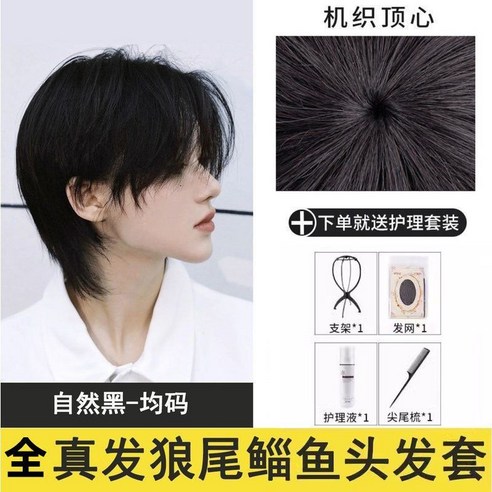 机织顶心
+下单就送护理套装
支架*1
发网*1
护理液*1
尖尾梳*1
自然黑-均码
全真发狼尾鲻鱼头发套